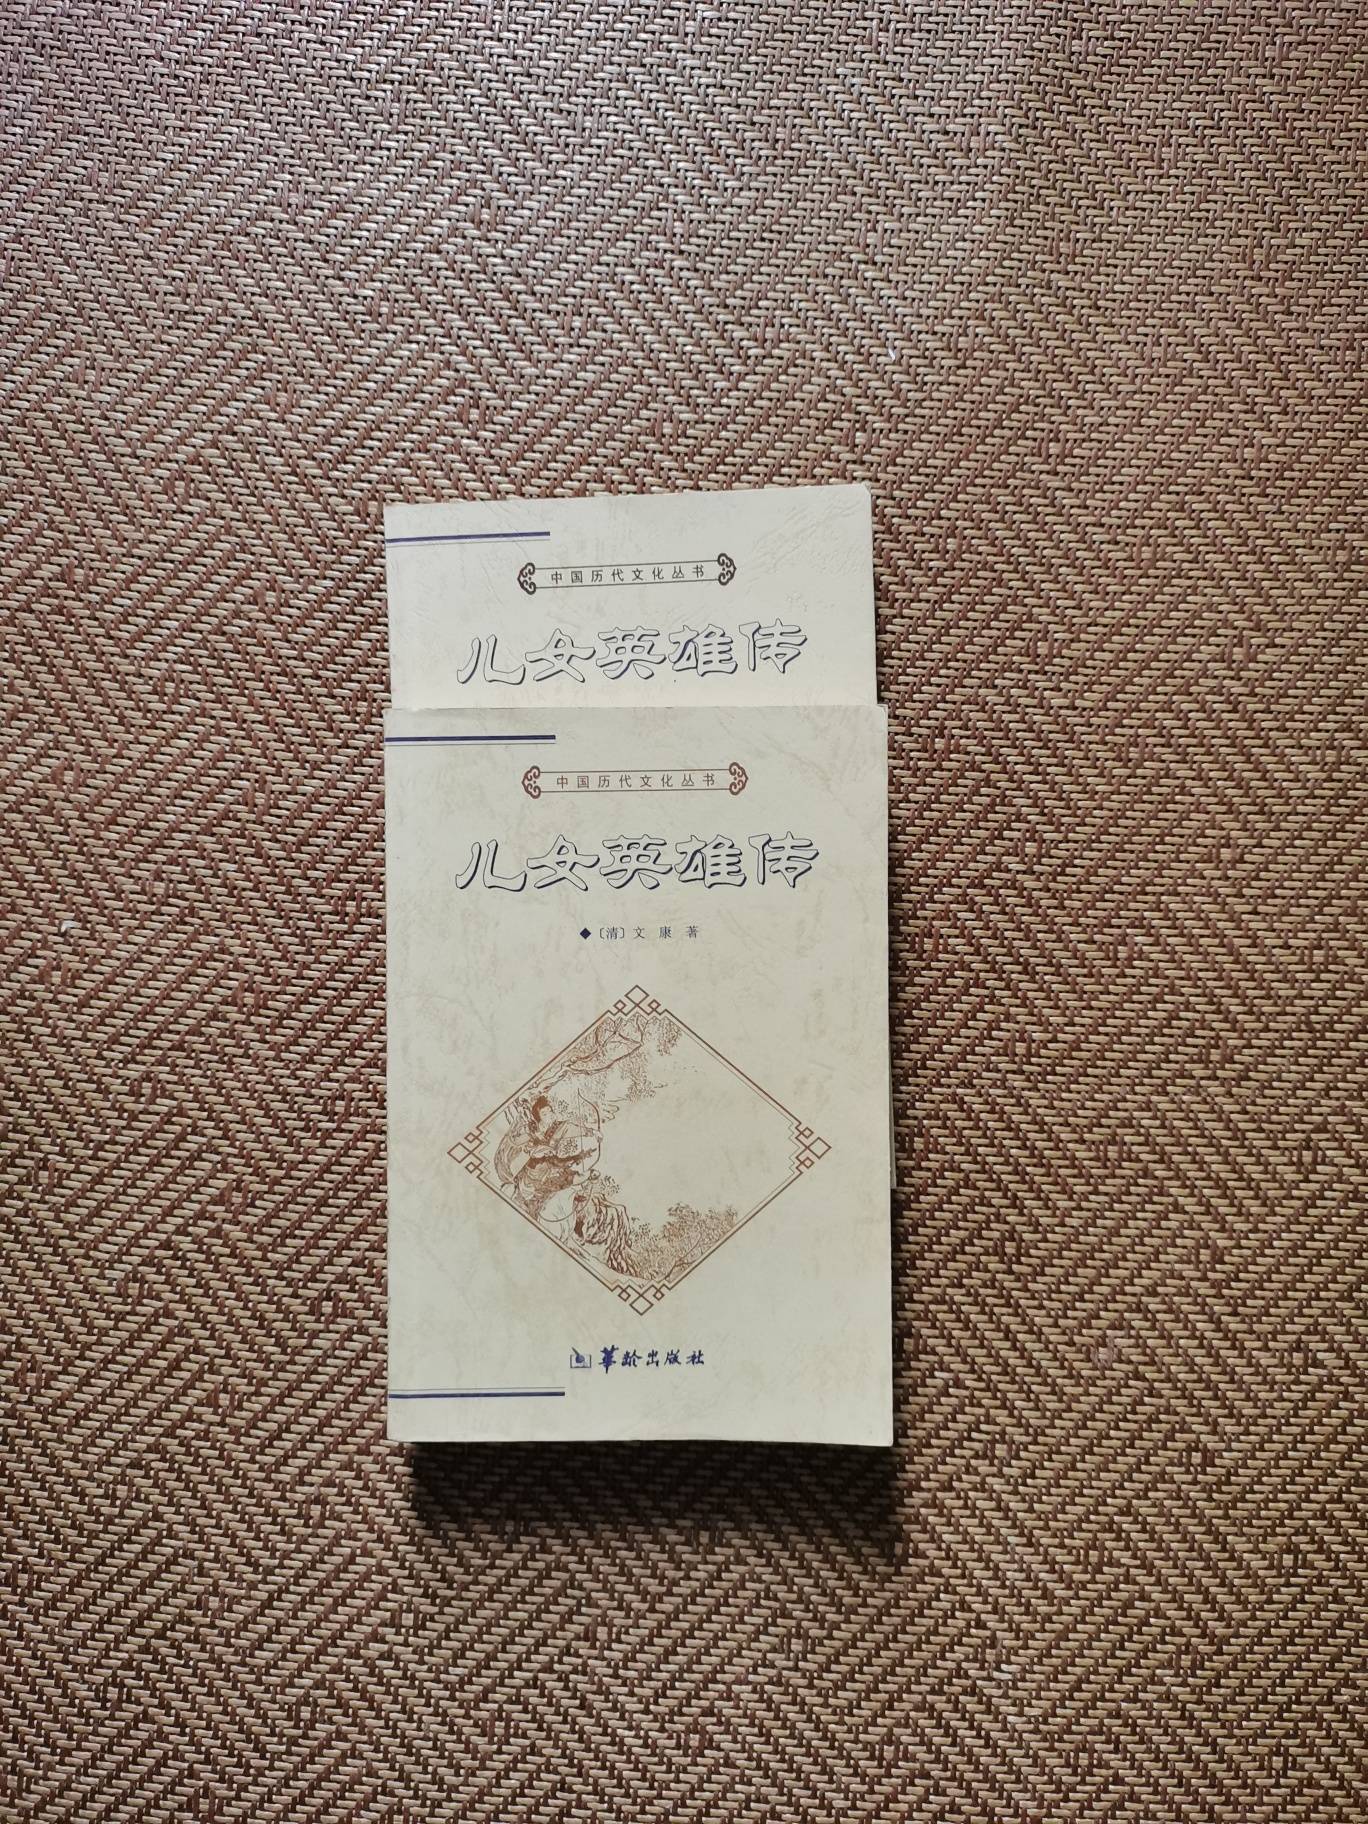 中国历代文化丛书
儿女英雄传
中国历代文化丛书
儿女英雄传
◆〔清〕文 康 著
華龄出版社